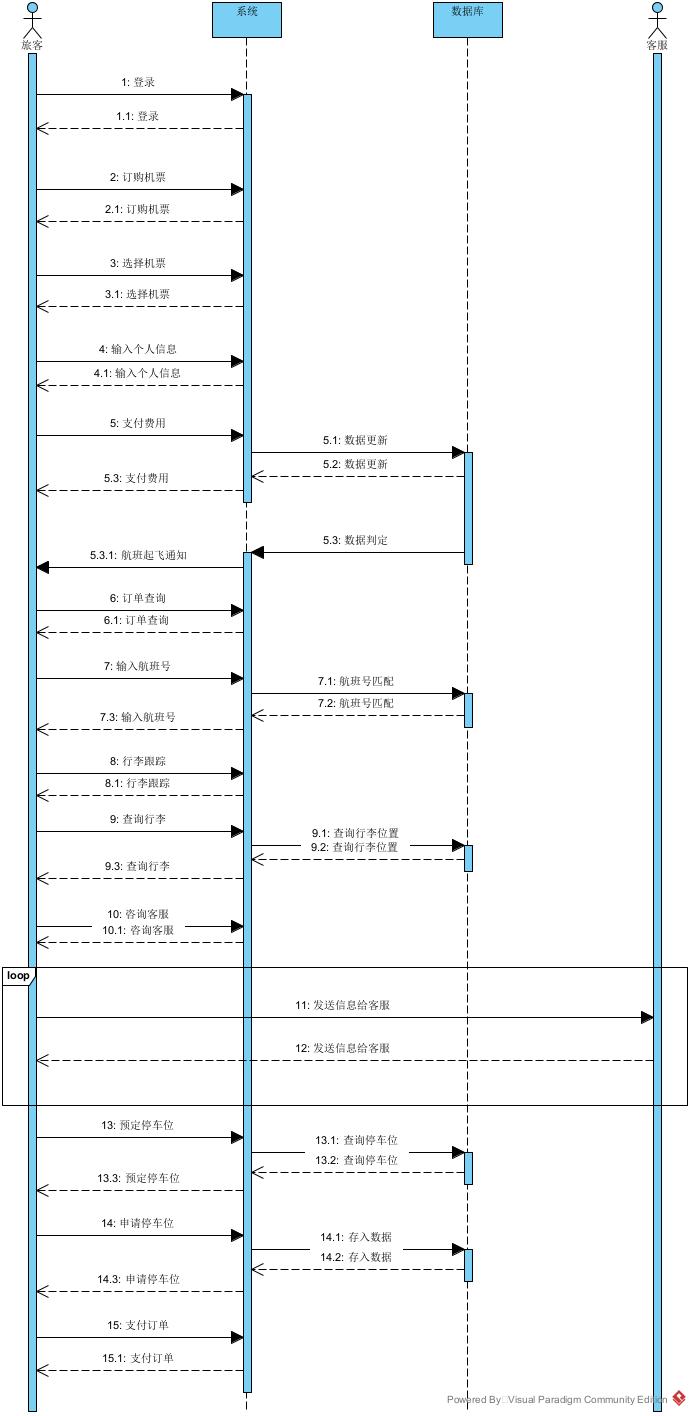 系统
数据库
旅客
客服
1: 登录
1.1: 登录
2: 订购机票
2.1: 订购机票
3: 选择机票
3.1: 选择机票
4: 输入个人信息
4.1: 输入个人信息
5: 支付费用
5.1: 数据更新
5.2: 数据更新
5.3: 支付费用
5.3: 数据判定
5.3.1: 航班起飞通知
6: 订单查询
6.1: 订单查询
7: 输入航班号
7.1: 航班号匹配
7.2: 航班号匹配
7.3: 输入航班号
8: 行李跟踪
8.1: 行李跟踪
9: 查询行李
9.1: 查询行李位置
9.2: 查询行李位置
9.3: 查询行李
10: 咨询客服
10.1: 咨询客服
loop
11: 发送信息给客服
12: 发送信息给客服
13: 预定停车位
13.1: 查询停车位
13.2: 查询停车位
13.3: 预定停车位
14: 申请停车位
14.1: 存入数据
14.2: 存入数据
14.3: 申请停车位
15: 支付订单
15.1: 支付订单
Powered By Visual Paradigm Community Edition